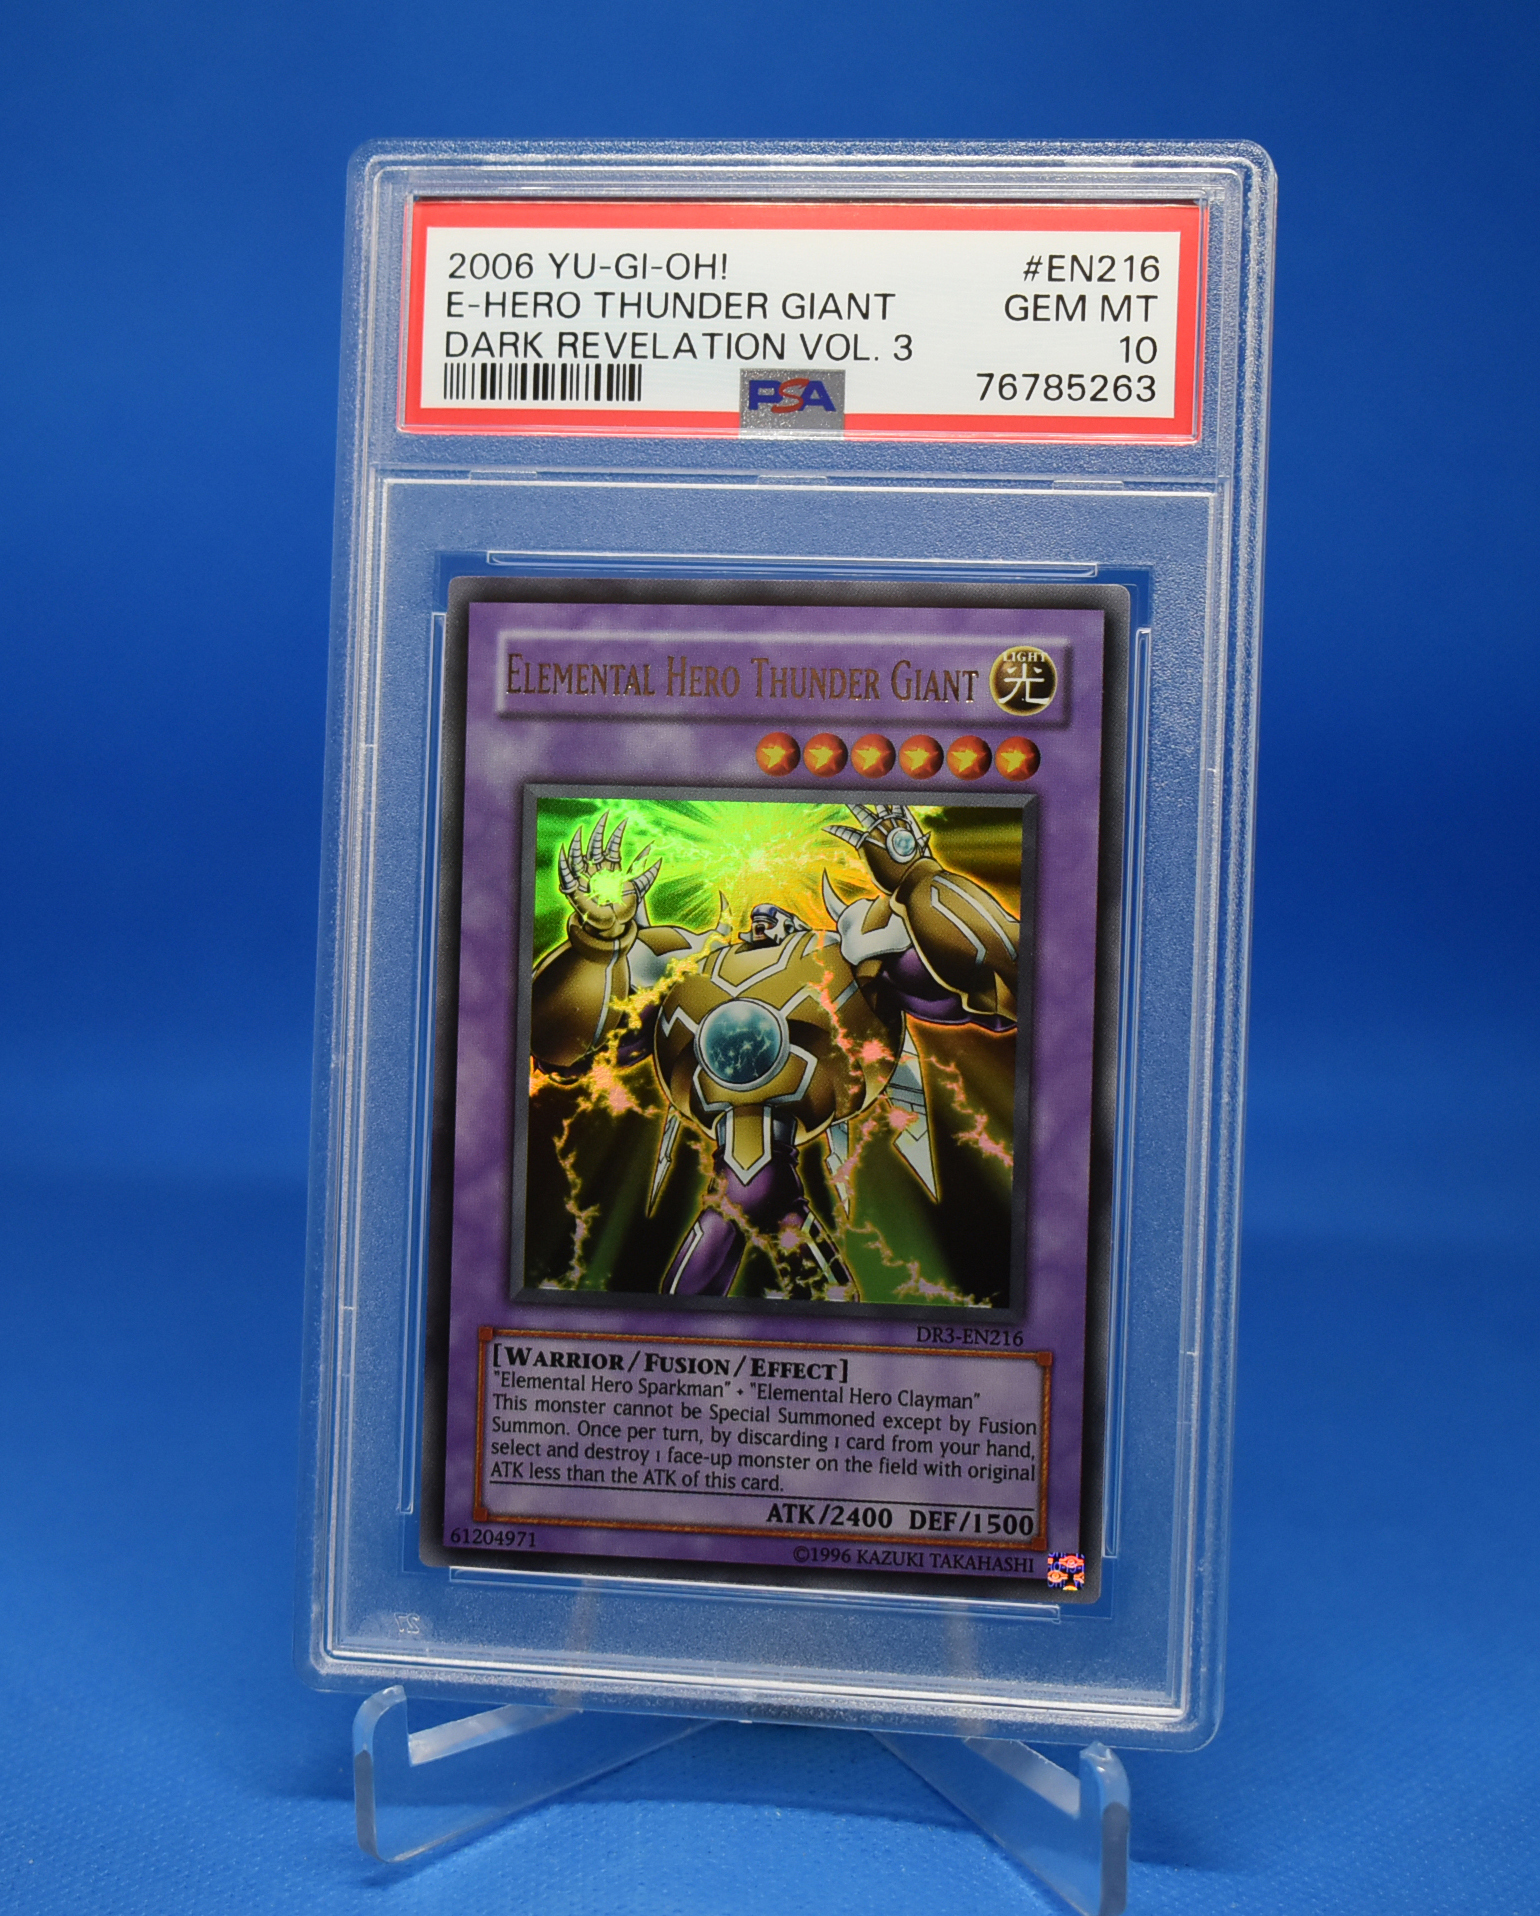 2006 YU-GI-OH! #EN216
E-HERO THUNDER GIANT GEM MT
DARK REVELATION VOL. 3 10
PSA 76785263
ELEMENTAL HERO THUNDER GIANT
LIGHT
光
DR3-EN216
[WARRIOR/FUSION/EFFECT]
"Elemental Hero Sparkman" + "Elemental Hero Clayman"
This monster cannot be Special Summoned except by Fusion
Summon. Once per turn, by discarding 1 card from your hand,
select and destroy 1 face-up monster on the field with original
ATK less than the ATK of this card.
ATK/2400 DEF/1500
61204971
©1996 KAZUKI TAKAHASHI